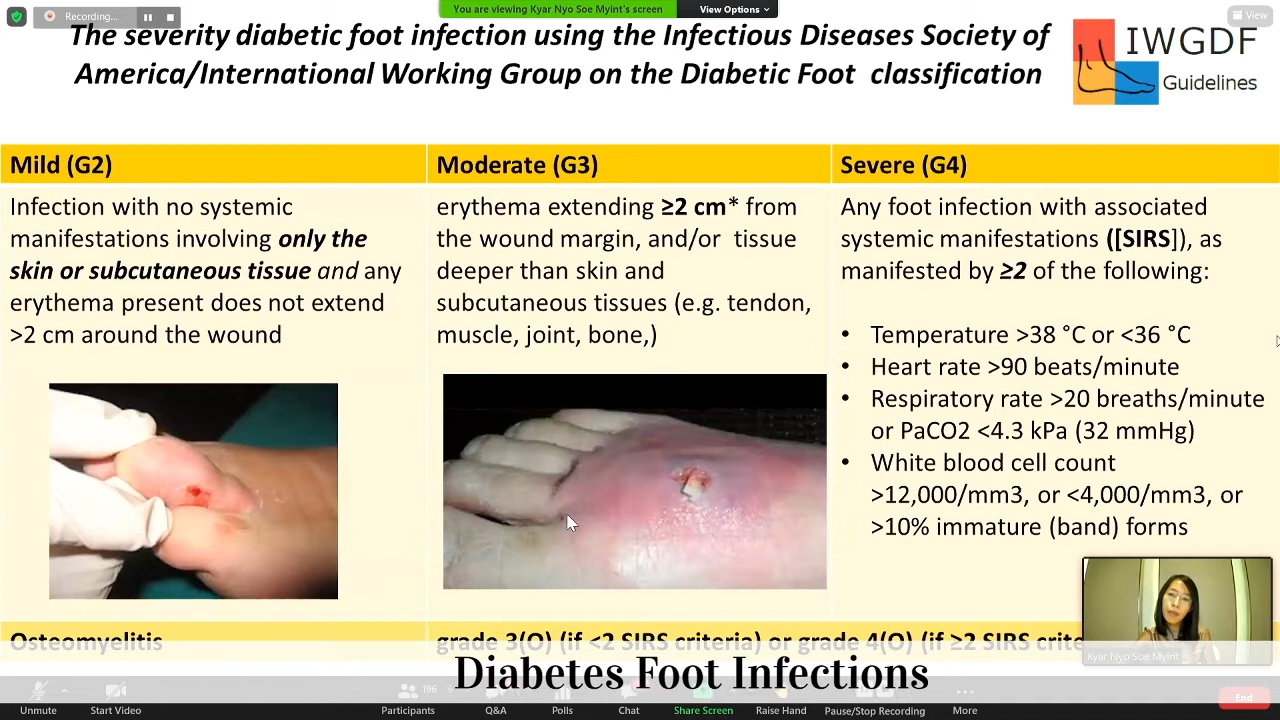 Recording...
You are viewing Kyar Nyo Soe Myint's screen
View Options
View
The severity diabetic foot infection using the Infectious Diseases Society of
America/International Working Group on the Diabetic Foot classification
IWGDF
Guidelines
Mild (G2)
Infection with no systemic
manifestations involving only the
skin or subcutaneous tissue and any
erythema present does not extend
>2 cm around the wound
Moderate (G3)
erythema extending ≥2 cm* from
the wound margin, and/or tissue
deeper than skin and
subcutaneous tissues (e.g. tendon,
muscle, joint, bone,)
Severe (G4)
Any foot infection with associated
systemic manifestations ([SIRS]), as
manifested by ≥2 of the following:
• Temperature >38 °C or <36 °C
• Heart rate >90 beats/minute
• Respiratory rate >20 breaths/minute
or PaCO2 <4.3 kPa (32 mmHg)
• White blood cell count
>12,000/mm3, or <4,000/mm3, or
>10% immature (band) forms
Osteomyelitis
grade 3(O) (if <2 SIRS criteria) or grade 4(O) (if ≥2 SIRS crite
Kyar Nyo Soe Myint
Diabetes Foot Infections
196
Unmute
Start Video
Participants
Q&A
Polls
Chat
Share Screen
Raise Hand
Pause/Stop Recording
More
End